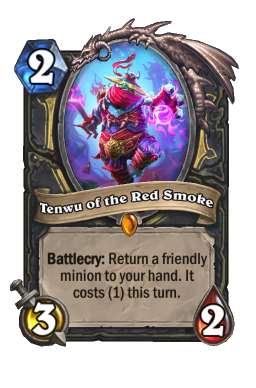 2
Tenwu of the Red Smoke
Battlecry: Return a friendly
minion to your hand. It
costs (1) this turn.
3
2